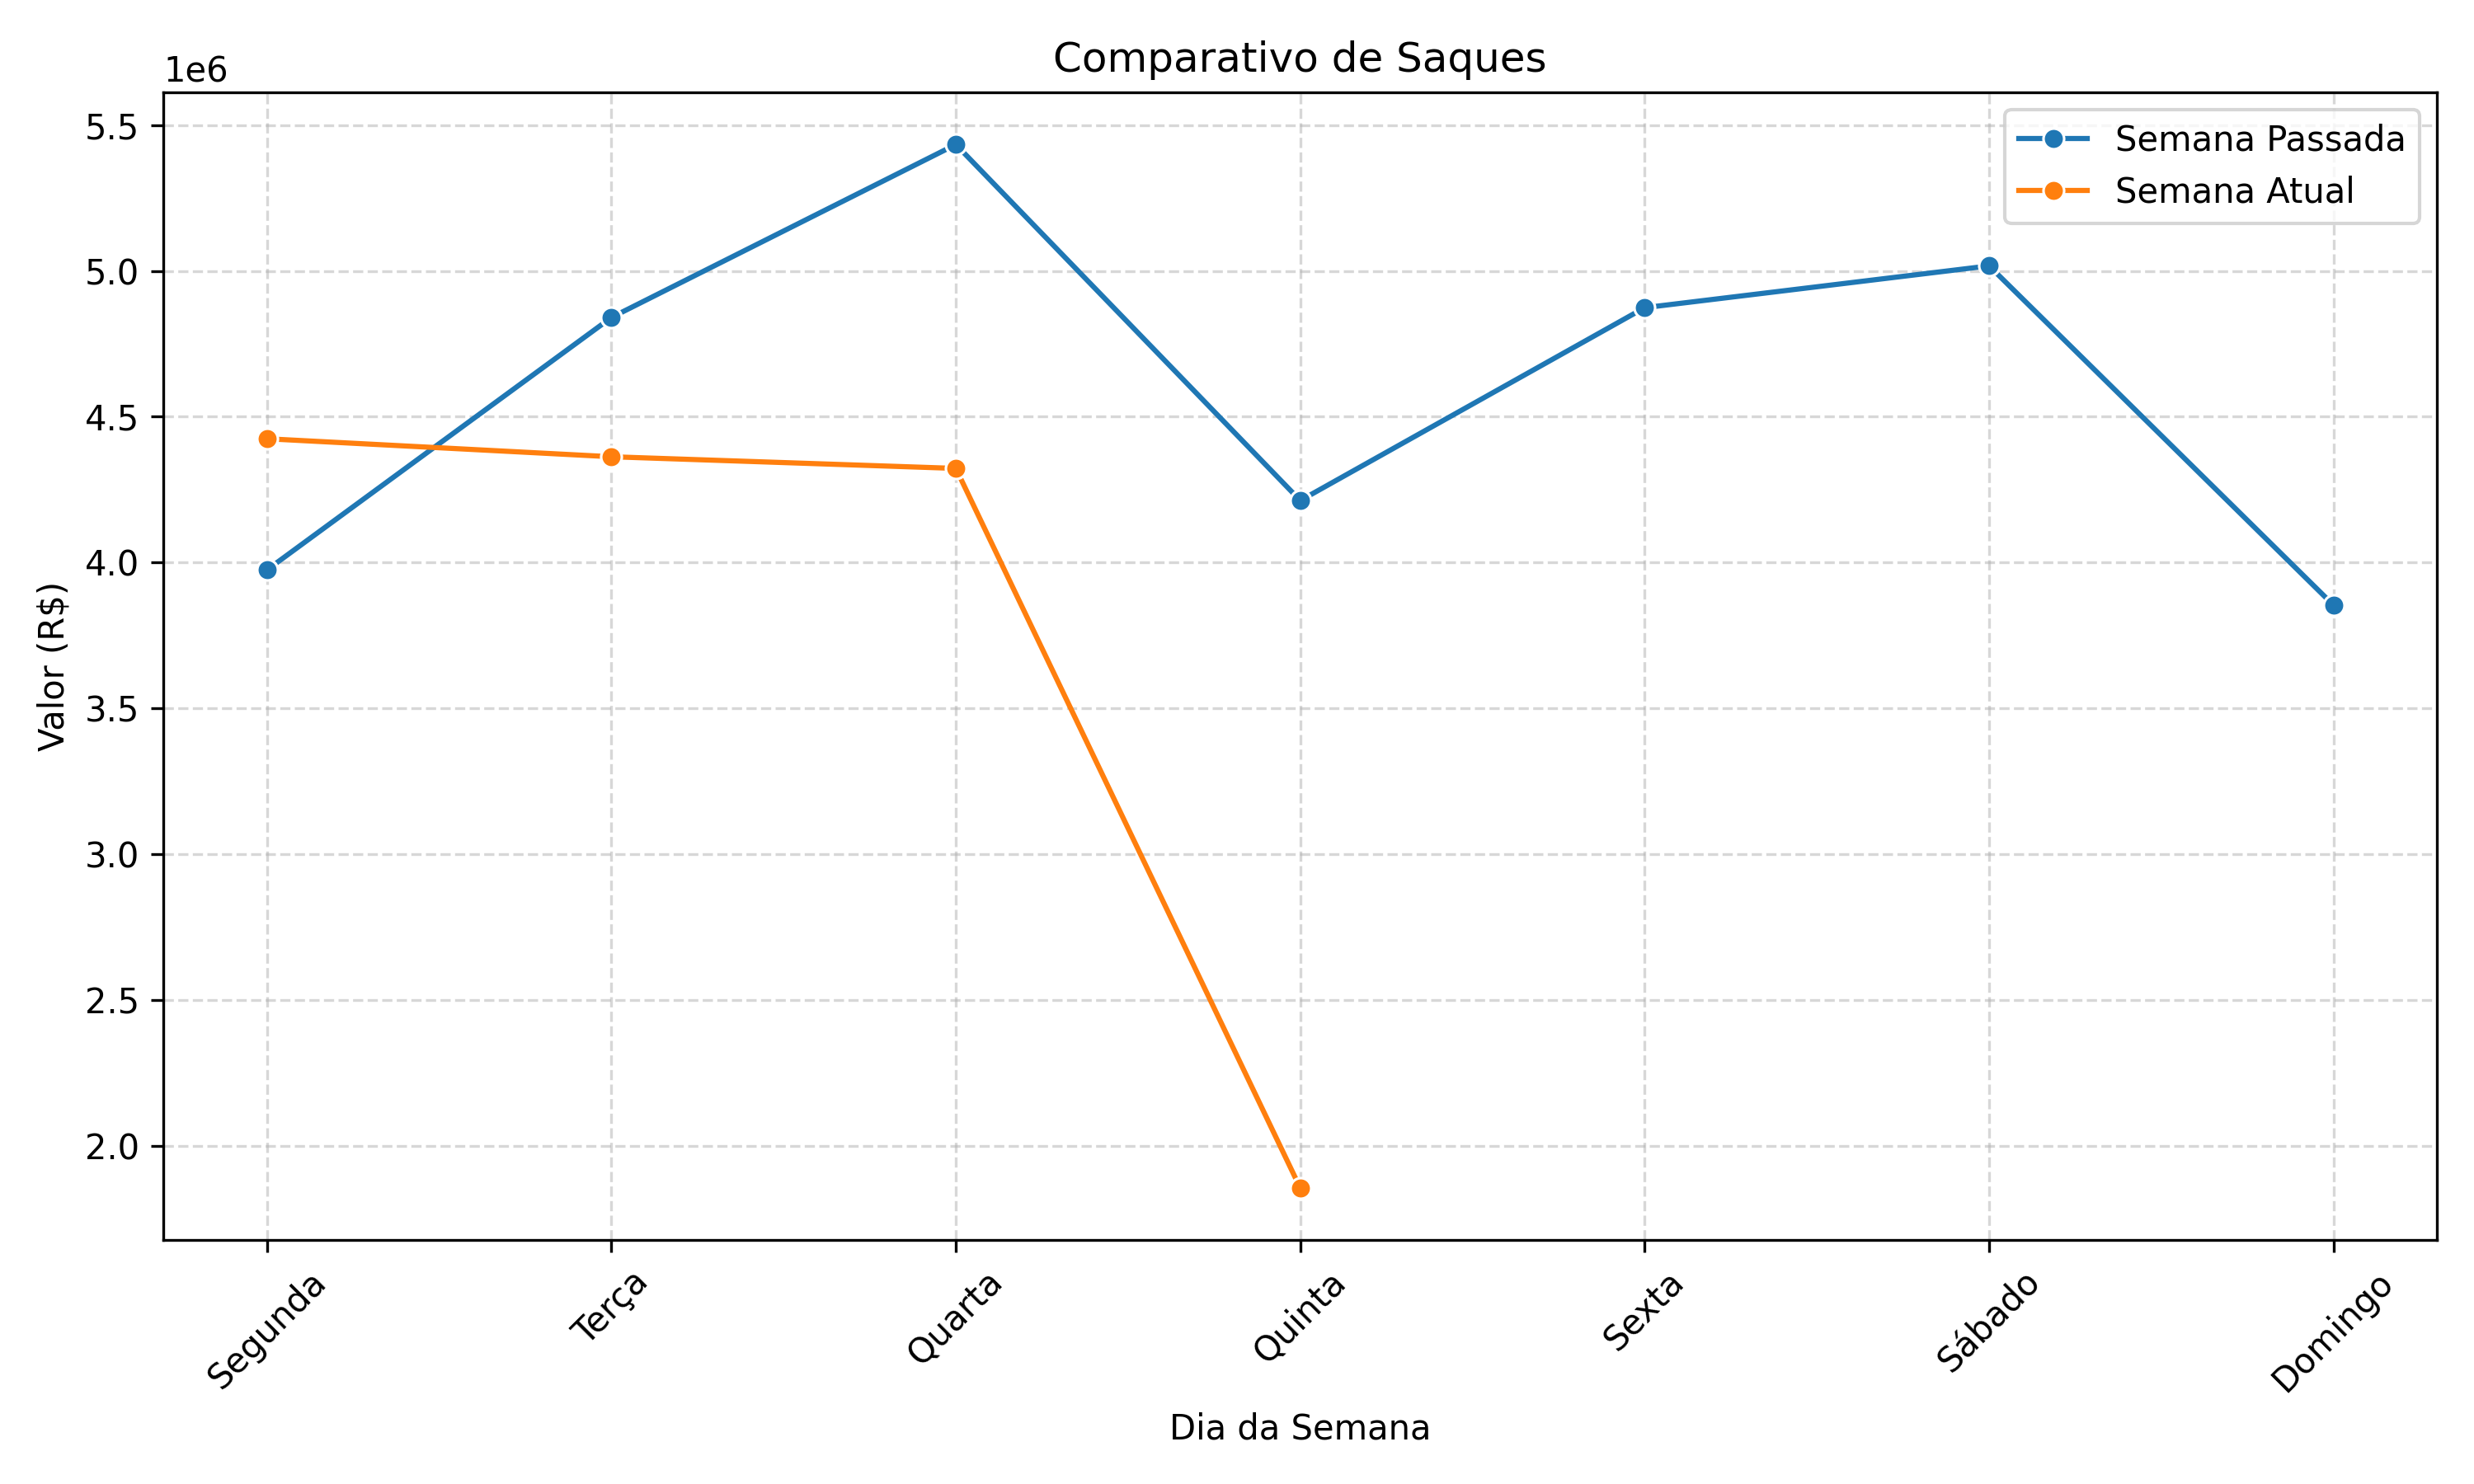 Comparativo de Saques
1e6
5.5
5.0
4.5
4.0
3.5
3.0
2.5
2.0
Valor (R$)
Semana Passada
Semana Atual
Segunda
Terça
Quarta
Quinta
Sexta
Sábado
Domingo
Dia da Semana